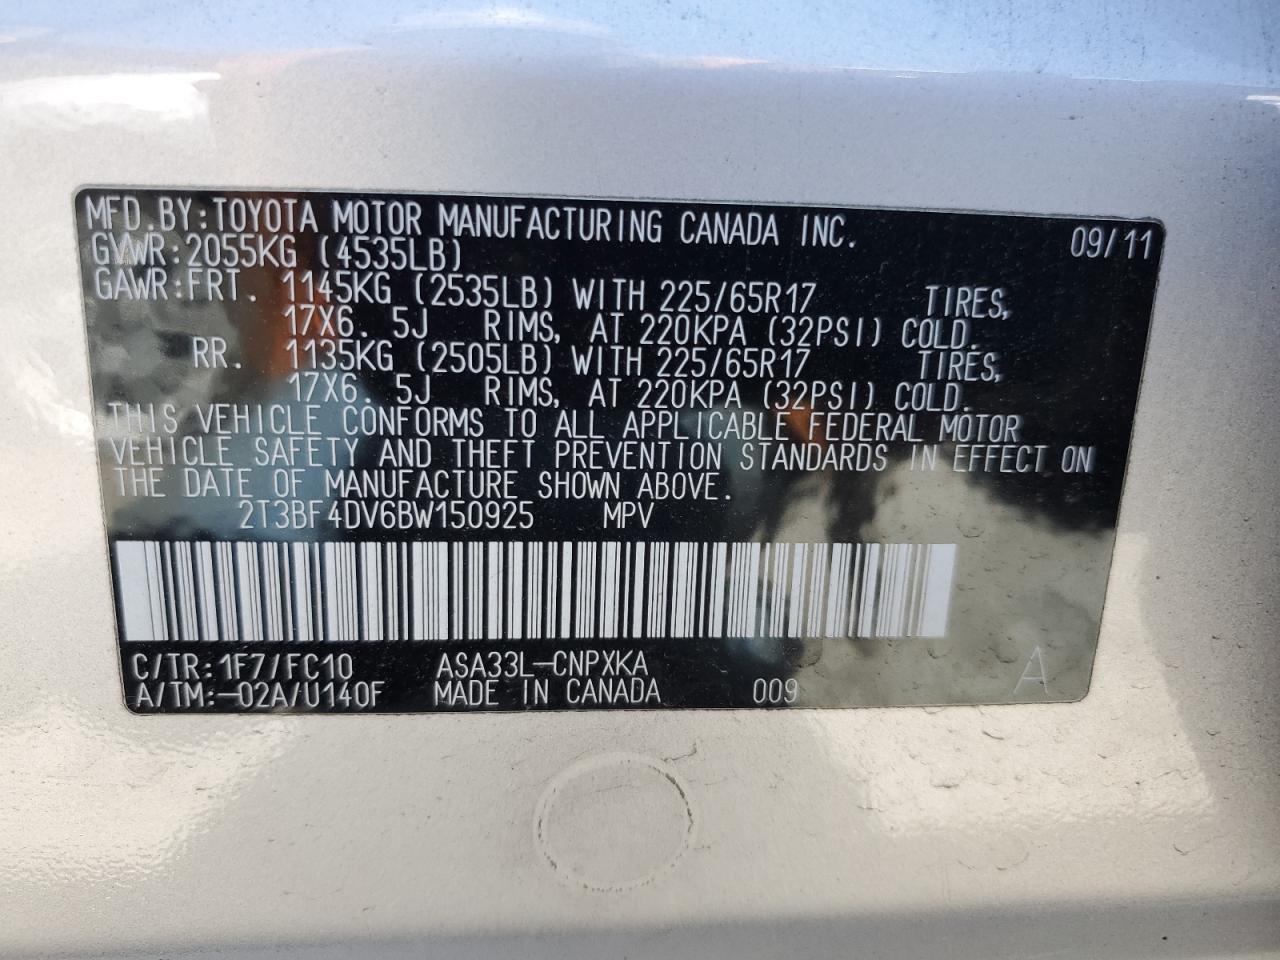 MFD.BY:TOYOTA MOTOR MANUFACTURING CANADA INC. 09/11
GVWR:2055KG (4535LB)
GAWR:FRT. 1145KG (2535LB) WITH 225/65R17 TIRES,
17X6. 5J RIMS, AT 220KPA (32PSI) COLD.
RR. 1135KG (2505LB) WITH 225/65R17 TIRES,
17X6. 5J RIMS, AT 220KPA (32PSI) COLD.
THIS VEHICLE CONFORMS TO ALL APPLICABLE FEDERAL MOTOR
VEHICLE SAFETY AND THEFT PREVENTION STANDARDS IN EFFECT ON
THE DATE OF MANUFACTURE SHOWN ABOVE.
2T3BF4DV6BW150925 MPV
C/TR:1F7/FC10 ASA33L-CNPXKA
A/TM:-02A/U140F MADE IN CANADA 009 A